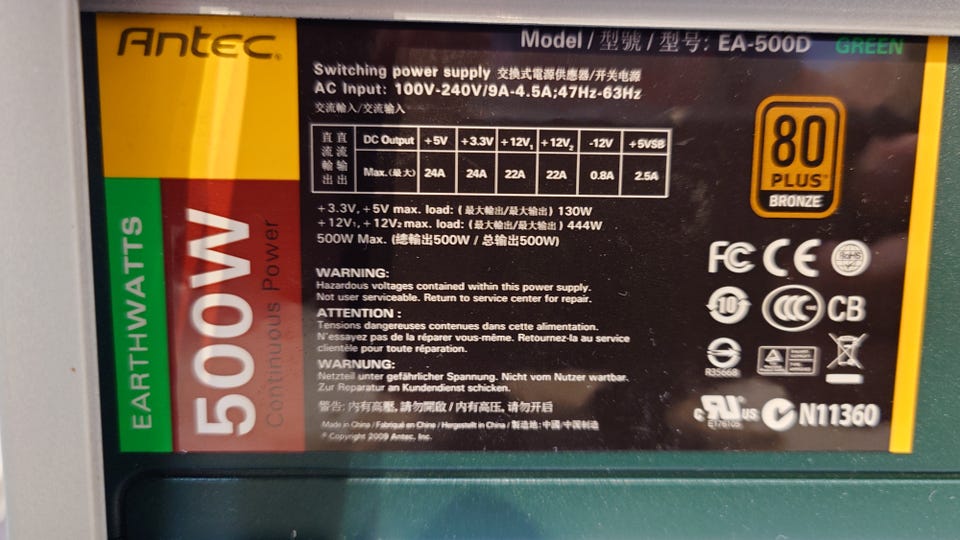 Antec
Model / 型號 / 型号: EA-500D GREEN
Switching power supply 交換式電源供應器/开关电源
AC Input: 100V-240V/9A-4.5A;47Hz-63Hz
交流輸入/交流输入
直流輸出 直流输出
DC Output +5V +3.3V +12V₁ +12V₂ -12V +5VSB
Max.(最大) 24A 24A 22A 22A 0.8A 2.5A
+3.3V, +5V max. load: (最大輸出/最大输出) 130W
+12V₁, +12V₂ max. load: (最大輸出/最大输出) 444W
500W Max. (總輸出500W / 总输出500W)
80
PLUS
BRONZE
EARTHWATTS
500W
Continuous Power
WARNING:
Hazardous voltages contained within this power supply.
Not user serviceable. Return to service center for repair.
ATTENTION :
Tensions dangereuses contenues dans cette alimentation.
N'essayez pas de la réparer vous-même. Retournez-la au service
clientèle pour toute réparation.
WARNUNG:
Netzteil unter gefährlicher Spannung. Nicht vom Nutzer wartbar.
Zur Reparatur an Kundendienst schicken.
警告: 內有高壓, 請勿開啟 / 内有高压, 请勿开启
Made in China / Fabriqué en Chine / Hergestellt in China / 製造地: 中國/中国制造
© Copyright 2009 Antec, Inc.
FC CE RoHS
10 CCC CB
R35668
c RU US N11360
E176105